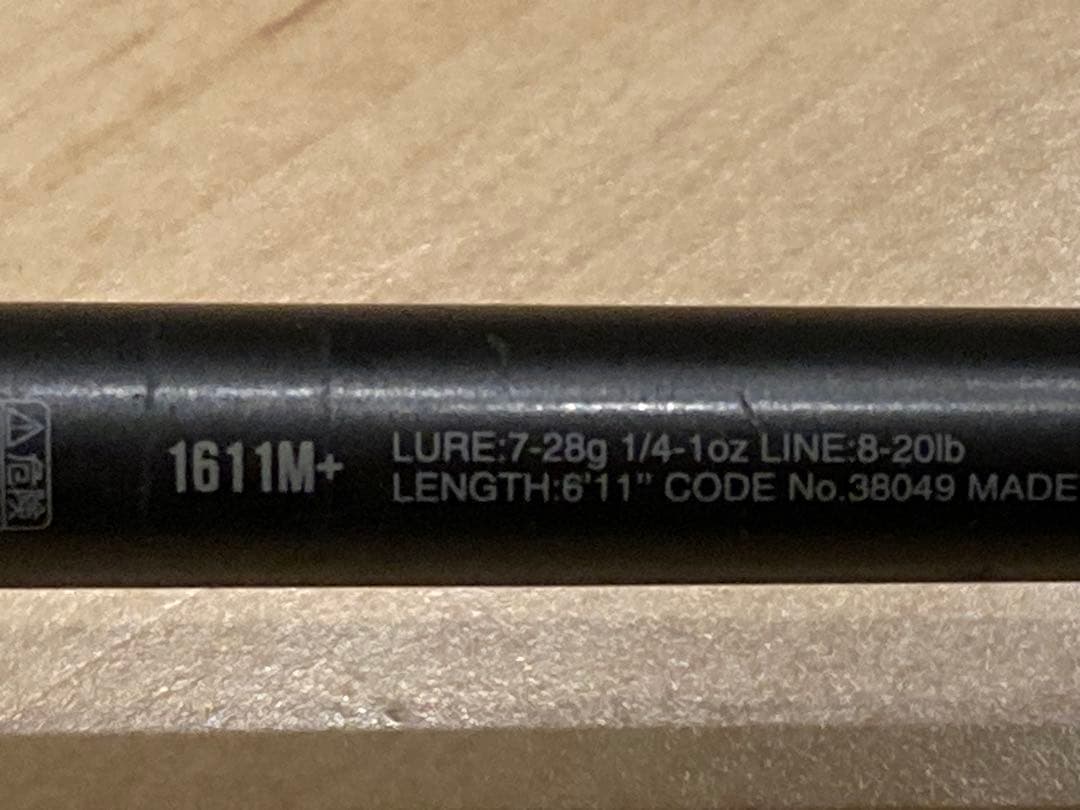 危険
1611M+
LURE:7-28g 1/4-1oz LINE:8-20lb
LENGTH:6'11" CODE No.38049 MADE